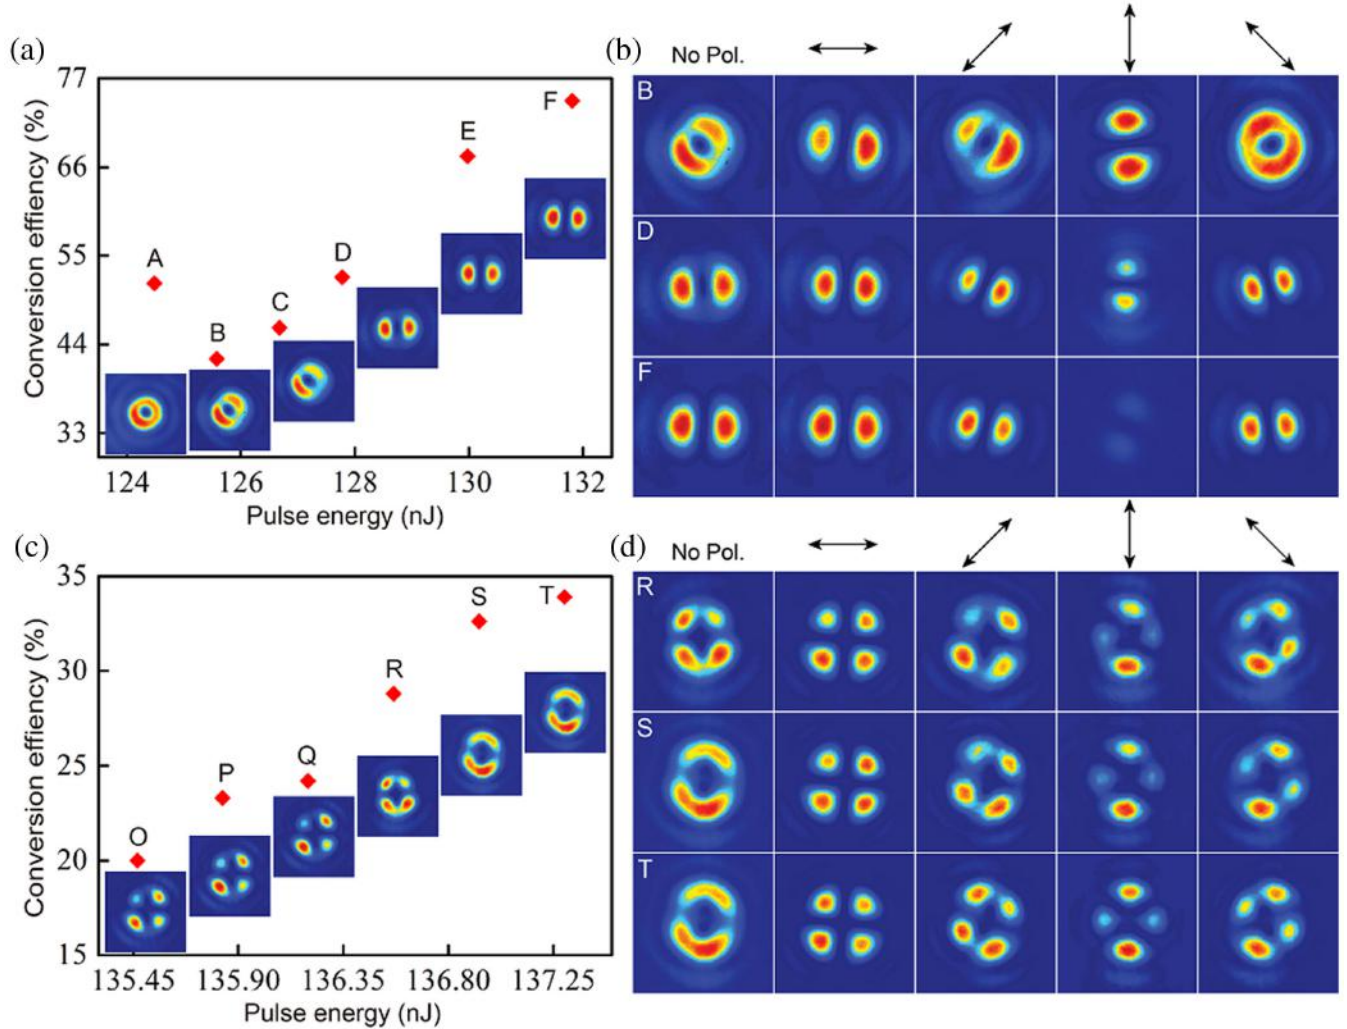 (a)
Conversion effiency (%)
77
66
55
44
33
A
B
C
D
E
F
124
126
128
130
132
Pulse energy (nJ)
(b)
No Pol.
B
D
F
(c)
Conversion effiency (%)
35
30
25
20
15
O
P
Q
R
S
T
135.45
135.90
136.35
136.80
137.25
Pulse energy (nJ)
(d)
No Pol.
R
S
T